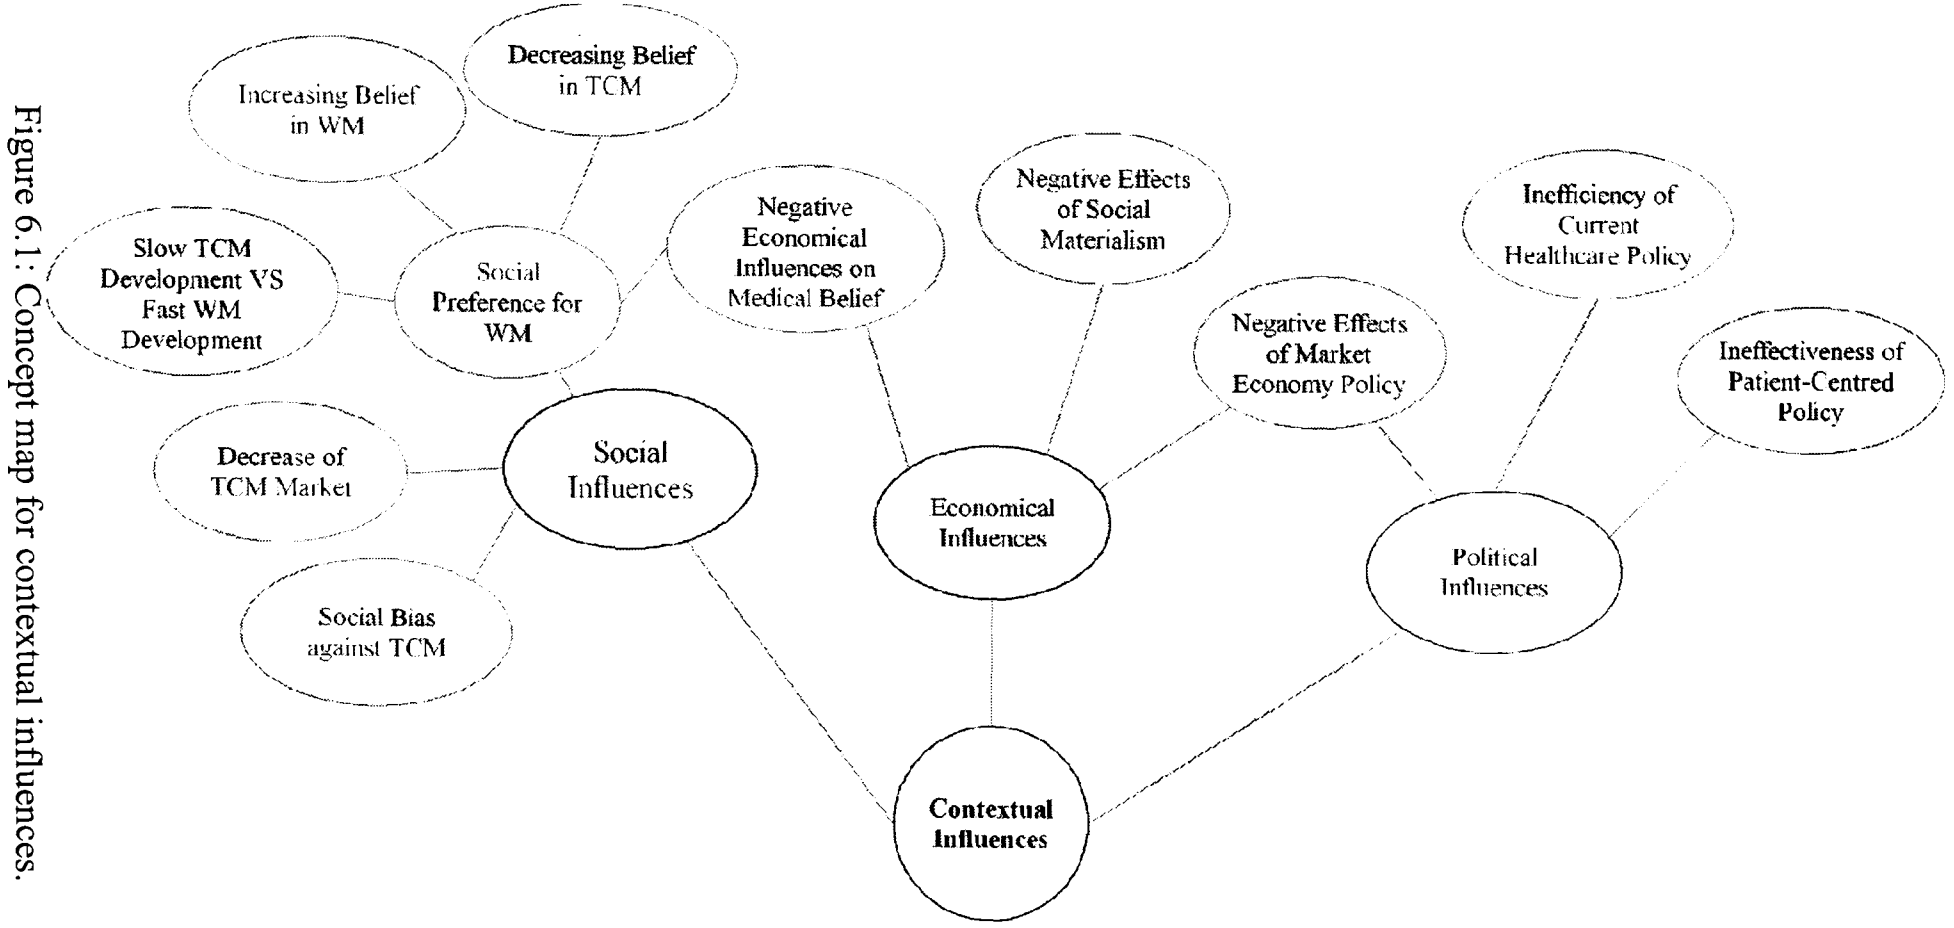 Decreasing Belief
in TCM
Increasing Belief
in WM
Slow TCM
Development VS
Fast WM
Development
Social
Preference for
WM
Negative
Economical
Influences on
Medical Belief
Negative Effects
of Social
Materialism
Negative Effects
of Market
Economy Policy
Inefficiency of
Current
Healthcare Policy
Ineffectiveness of
Patient-Centred
Policy
Decrease of
TCM Market
Social
Influences
Economical
Influences
Political
Influences
Social Bias
against TCM
Contextual
Influences
Figure 6.1: Concept map for contextual influences.